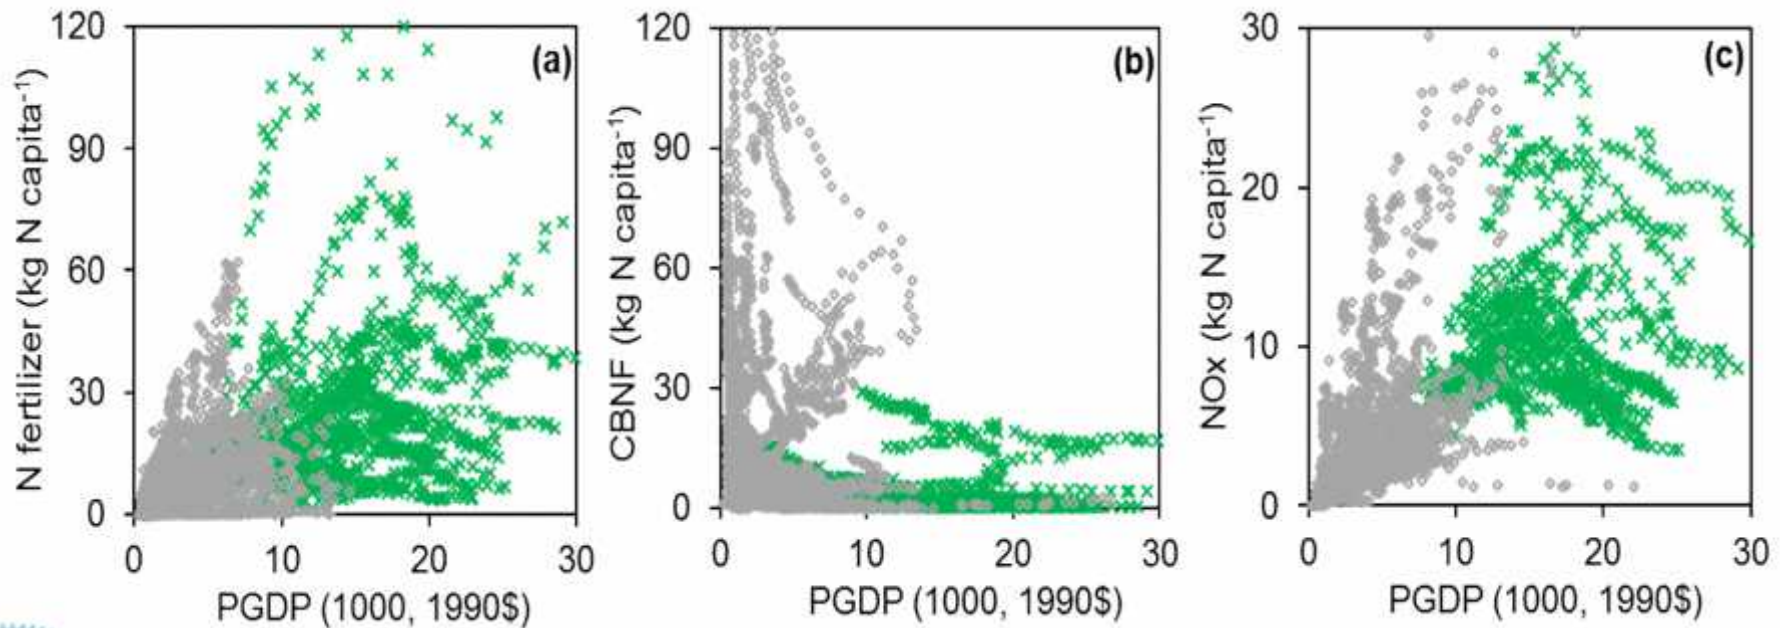 120
90
60
30
0
0 10 20 30
N fertilizer (kg N capita⁻¹)
PGDP (1000, 1990$)
(a)
120
90
60
30
0
0 10 20 30
CBNF (kg N capita⁻¹)
PGDP (1000, 1990$)
(b)
30
20
10
0
0 10 20 30
NOx (kg N capita⁻¹)
PGDP (1000, 1990$)
(c)